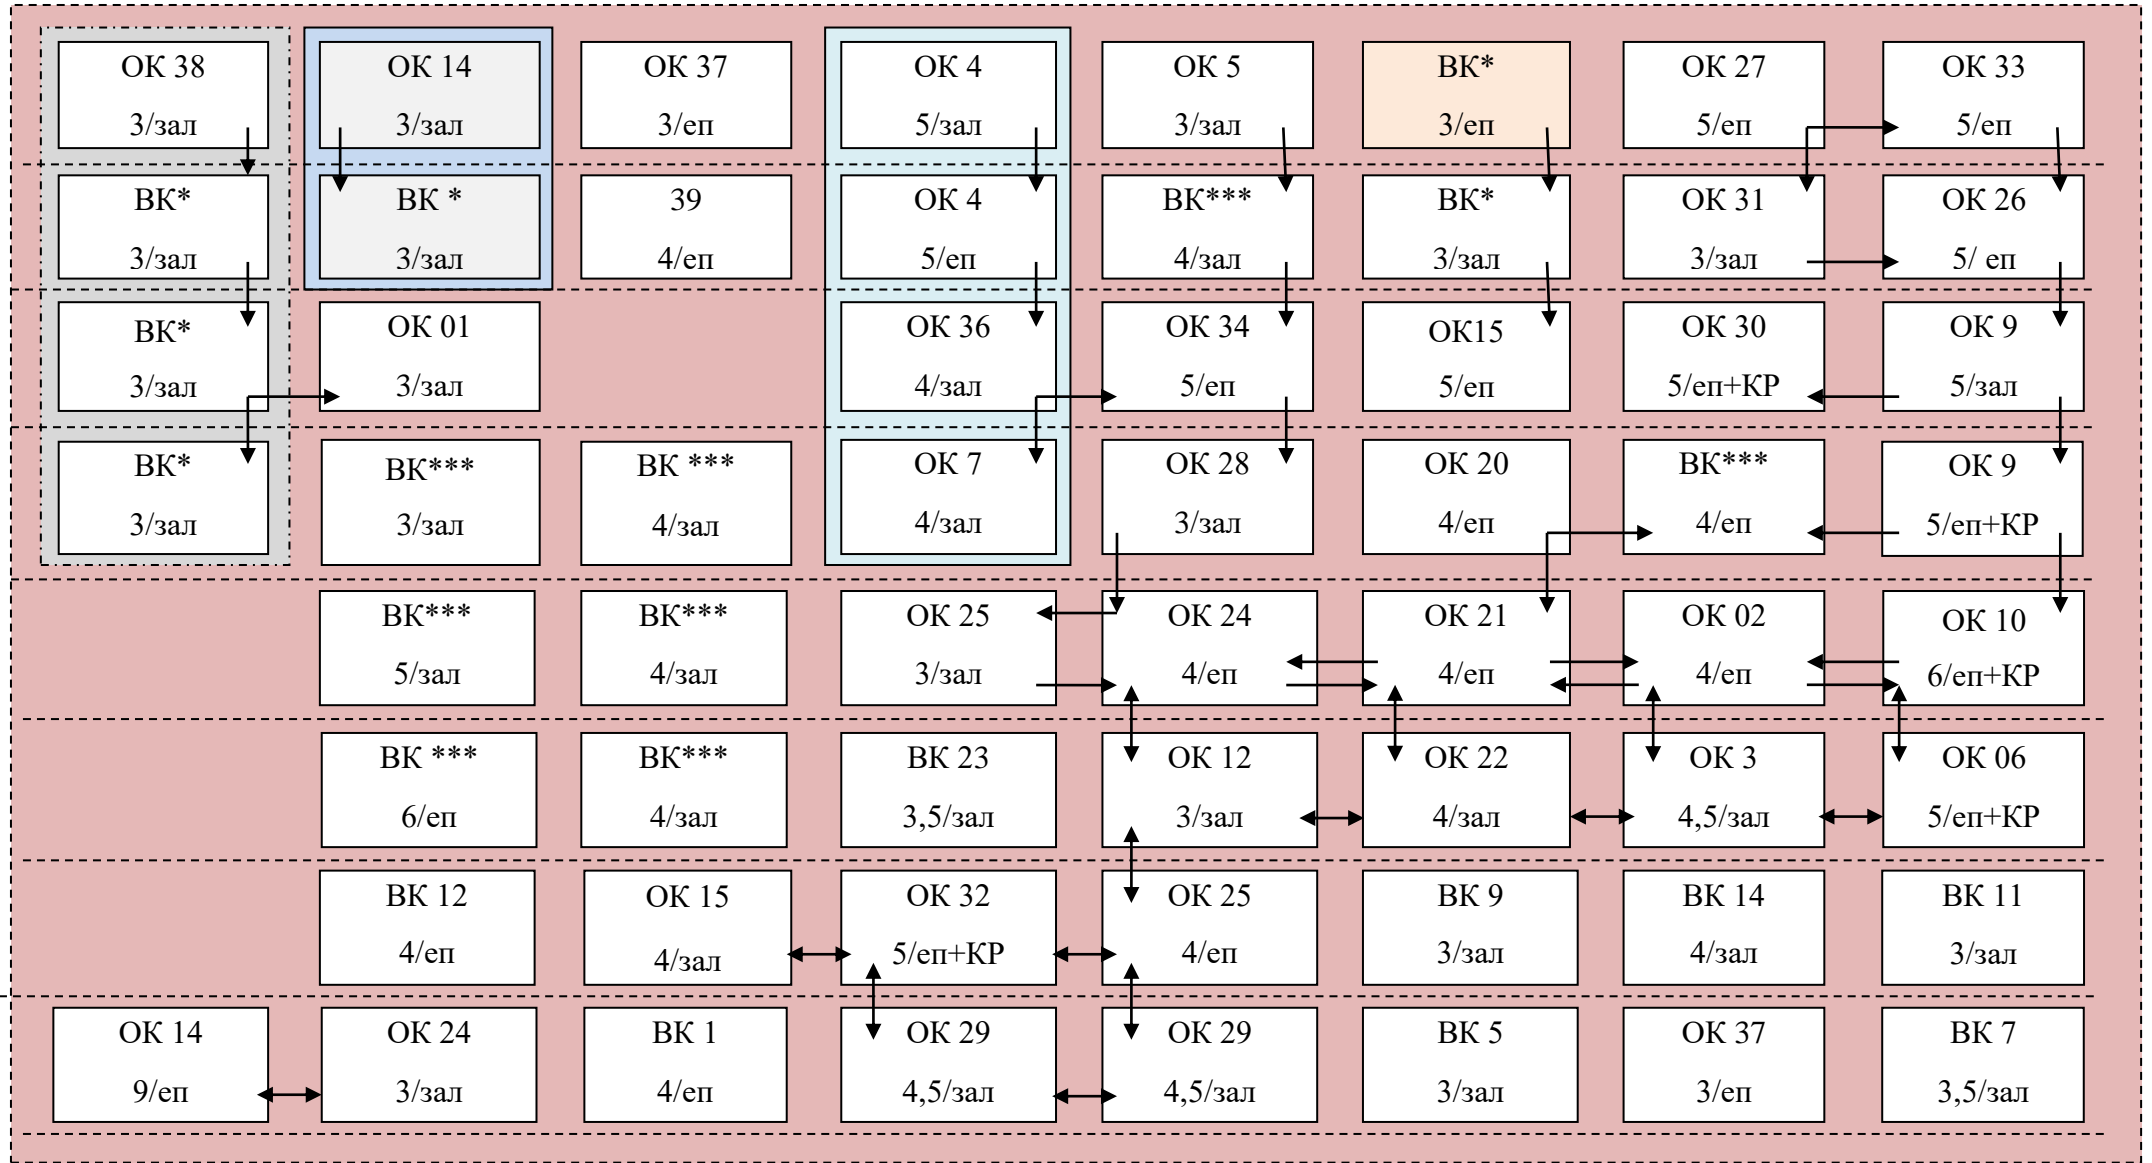 ОК 38
3/зал
ОК 14
3/зал
ОК 37
3/еп
ОК 4
5/зал
ОК 5
3/зал
ВК*
3/еп
ОК 27
5/еп
ОК 33
5/еп
ВК*
3/зал
ВК *
3/зал
39
4/еп
ОК 4
5/еп
ВК***
4/зал
ВК*
3/зал
ОК 31
3/зал
ОК 26
5/ еп
ВК*
3/зал
ОК 01
3/зал
ОК 36
4/зал
ОК 34
5/еп
ОК15
5/еп
ОК 30
5/еп+КР
ОК 9
5/зал
ВК*
3/зал
ВК***
3/зал
ВК ***
4/зал
ОК 7
4/зал
ОК 28
3/зал
ОК 20
4/еп
ВК***
4/еп
ОК 9
5/еп+КР
ВК***
5/зал
ВК***
4/зал
ОК 25
3/зал
ОК 24
4/еп
ОК 21
4/еп
ОК 02
4/еп
ОК 10
6/еп+КР
ВК ***
6/еп
ВК***
4/зал
ВК 23
3,5/зал
ОК 12
3/зал
ОК 22
4/зал
ОК 3
4,5/зал
ОК 06
5/еп+КР
ВК 12
4/еп
ОК 15
4/зал
ОК 32
5/еп+КР
ОК 25
4/еп
ВК 9
3/зал
ВК 14
4/зал
ВК 11
3/зал
ОК 14
9/еп
ОК 24
3/зал
ВК 1
4/еп
ОК 29
4,5/зал
ОК 29
4,5/зал
ВК 5
3/зал
ОК 37
3/еп
ВК 7
3,5/зал